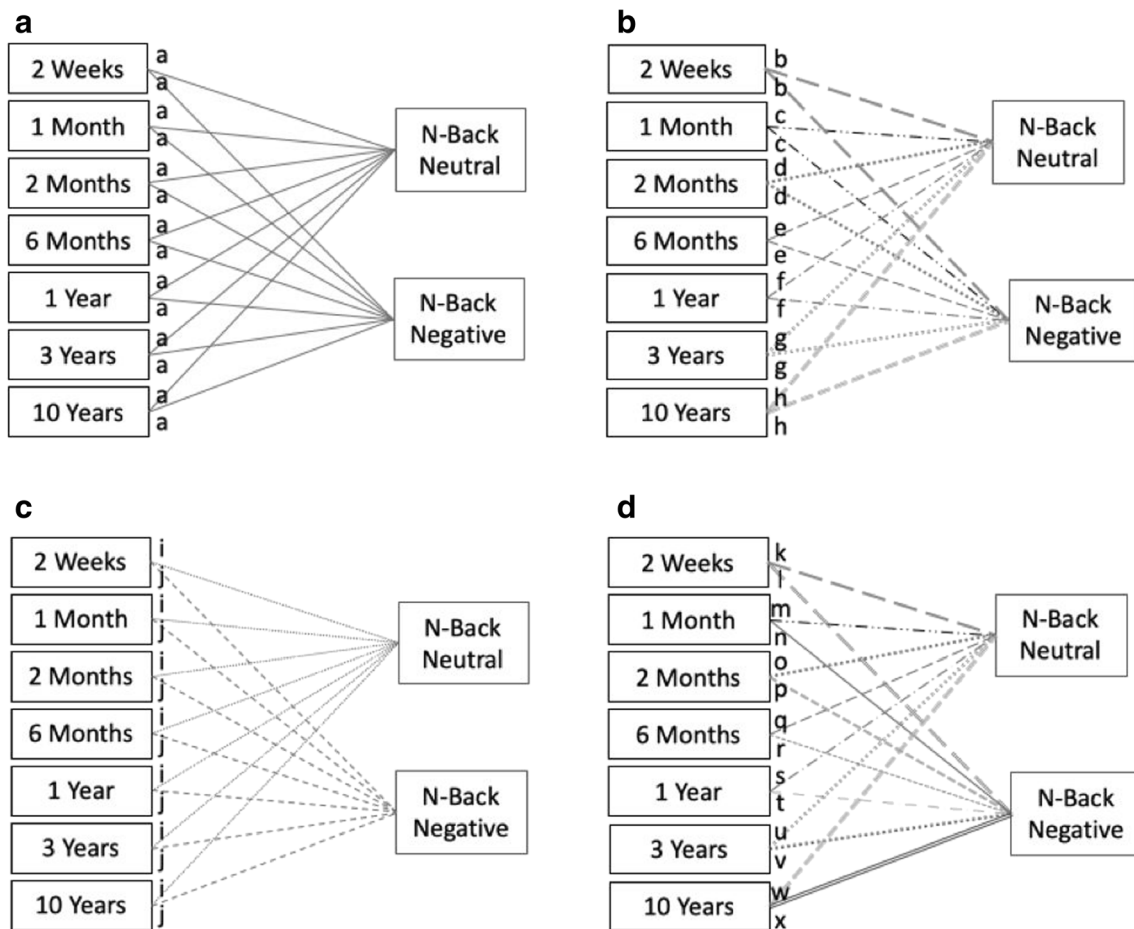 a
2 Weeks
a
a
1 Month
a
a
2 Months
a
a
6 Months
a
a
1 Year
a
a
3 Years
a
a
10 Years
a
a
N-Back
Neutral
N-Back
Negative
b
2 Weeks
b
b
1 Month
c
c
2 Months
d
d
6 Months
e
e
1 Year
f
f
3 Years
g
g
10 Years
h
h
N-Back
Neutral
N-Back
Negative
c
2 Weeks
i
j
1 Month
i
j
2 Months
i
j
6 Months
i
j
1 Year
i
j
3 Years
i
j
10 Years
i
j
N-Back
Neutral
N-Back
Negative
d
2 Weeks
k
l
1 Month
m
n
2 Months
o
p
6 Months
q
r
1 Year
s
t
3 Years
u
v
10 Years
w
x
N-Back
Neutral
N-Back
Negative